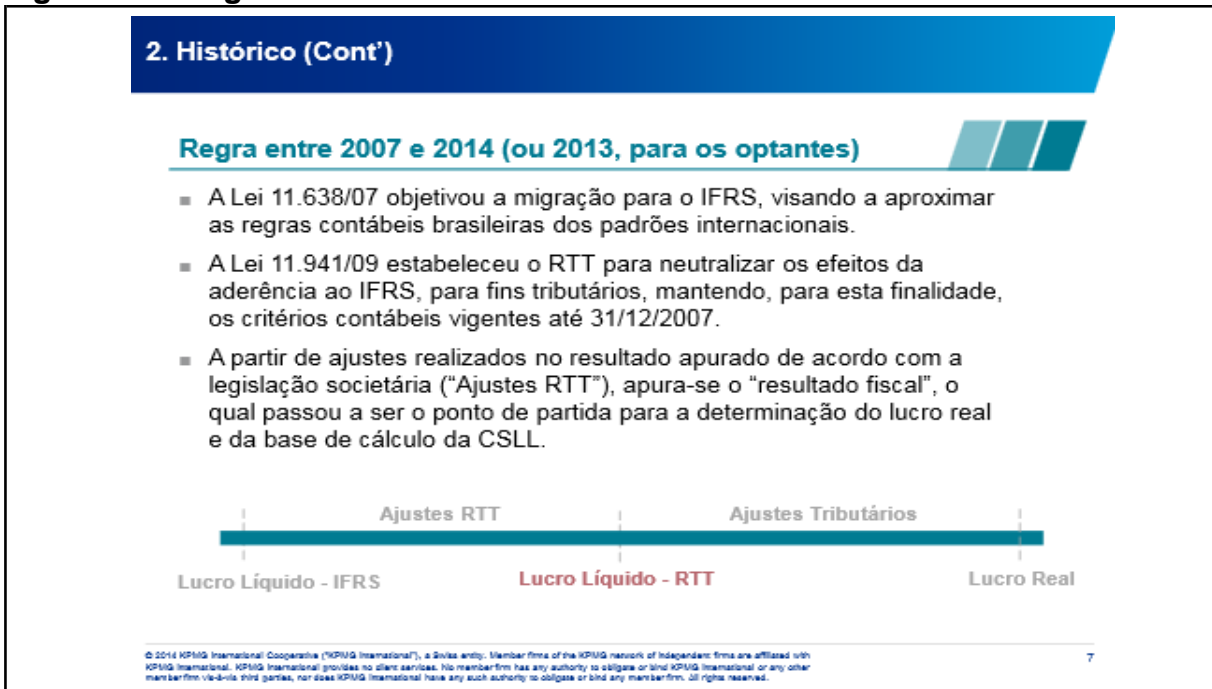 2. Histórico (Cont')
Regra entre 2007 e 2014 (ou 2013, para os optantes)
■ A Lei 11.638/07 objetivou a migração para o IFRS, visando a aproximar
as regras contábeis brasileiras dos padrões internacionais.
■ A Lei 11.941/09 estabeleceu o RTT para neutralizar os efeitos da
aderência ao IFRS, para fins tributários, mantendo, para esta finalidade,
os critérios contábeis vigentes até 31/12/2007.
■ A partir de ajustes realizados no resultado apurado de acordo com a
legislação societária ("Ajustes RTT"), apura-se o "resultado fiscal", o
qual passou a ser o ponto de partida para a determinação do lucro real
e da base de cálculo da CSLL.
Ajustes RTT Ajustes Tributários
Lucro Líquido - IFRS Lucro Líquido - RTT Lucro Real
© 2014 KPMG International Cooperative ("KPMG International"), a Swiss entity. Member firms of the KPMG network of independent firms are affiliated with
KPMG International. KPMG International provides no client services. No member firm has any authority to obligate or bind KPMG International or any other
member firm vis-à-vis third parties, nor does KPMG International have any such authority to obligate or bind any member firm. All rights reserved.
7